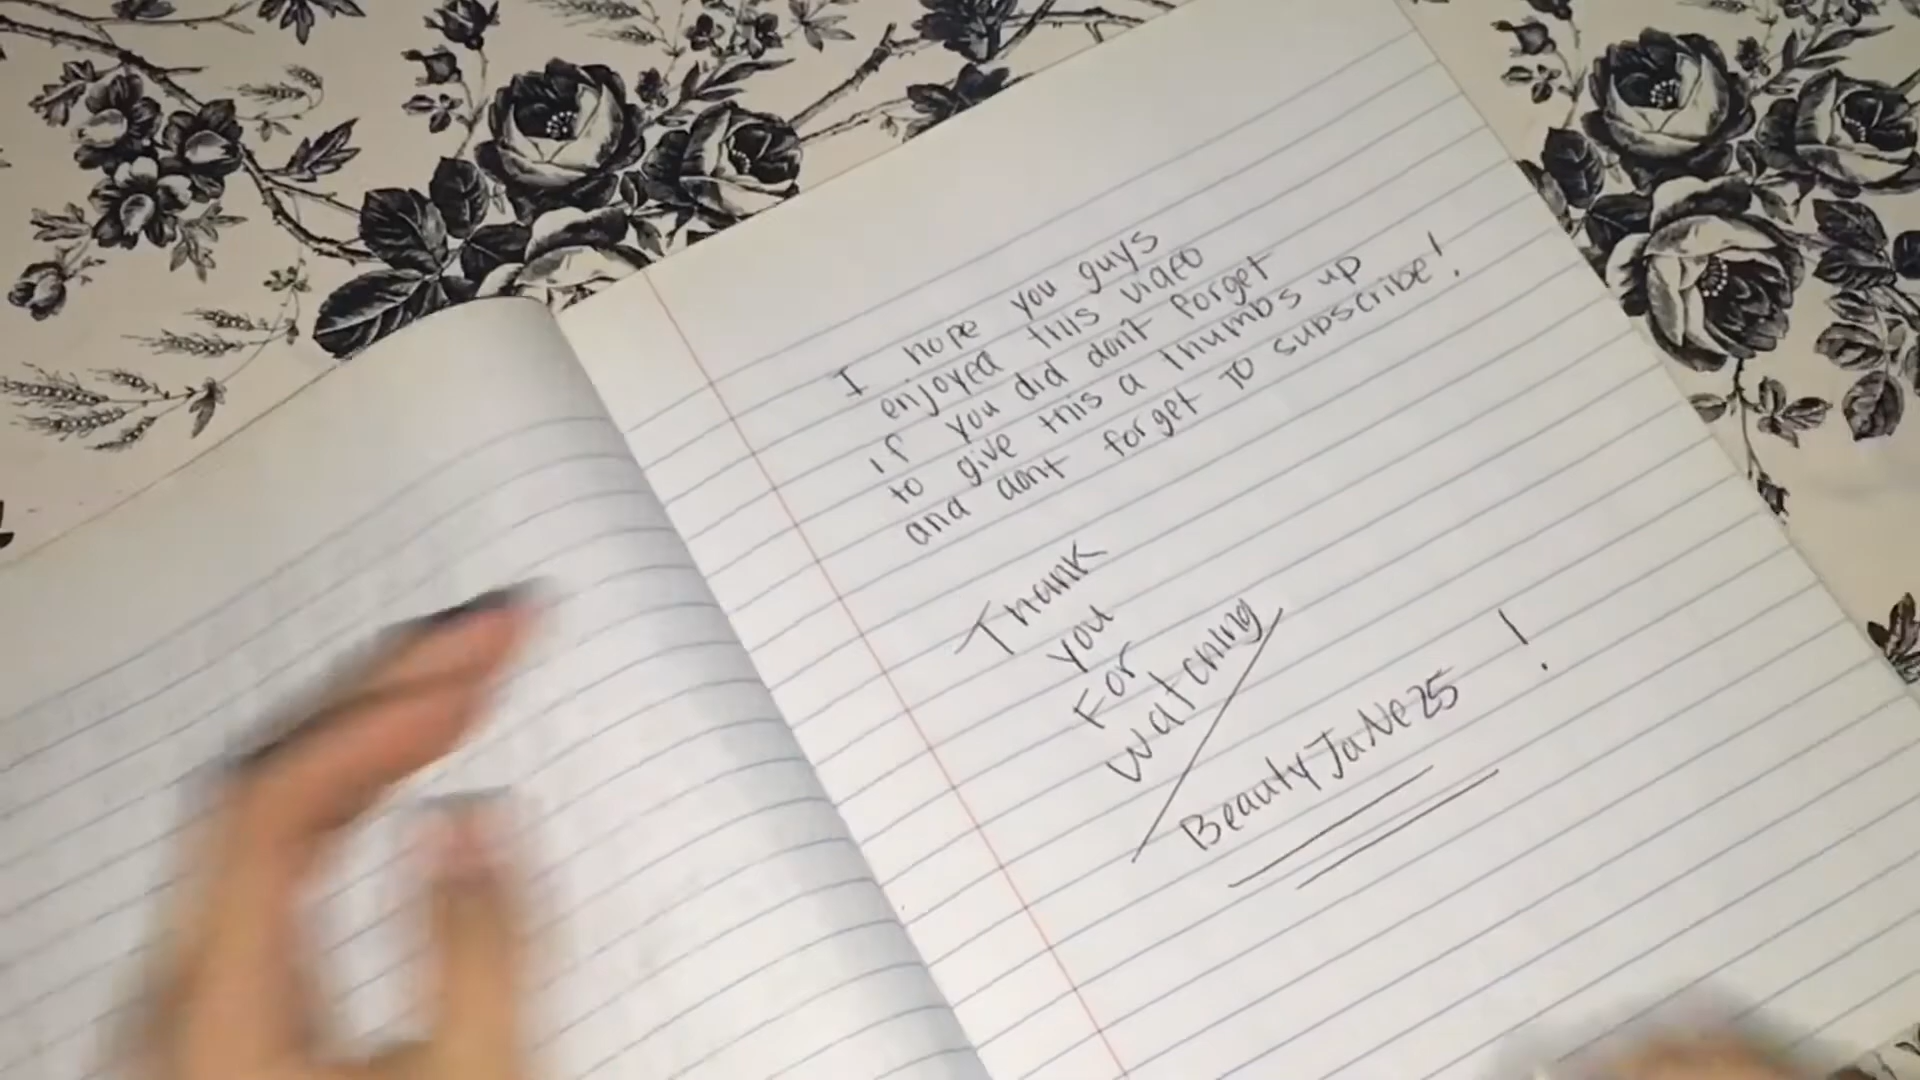 I hope you guys
enjoyed this video
if you did don't forget
to give this a thumbs up
and dont forget to subscribe!
Thank
you
For
watching
BeautyJaNe25 !